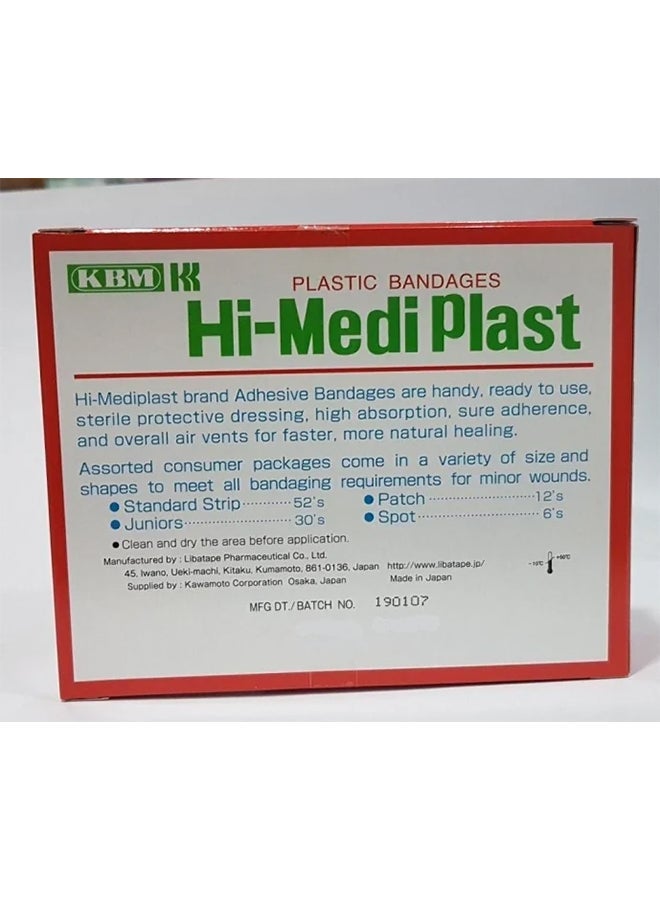 KBM
PLASTIC BANDAGES
Hi-Medi Plast
Hi-Mediplast brand Adhesive Bandages are handy, ready to use,
sterile protective dressing, high absorption, sure adherence,
and overall air vents for faster, more natural healing.
Assorted consumer packages come in a variety of size and
shapes to meet all bandaging requirements for minor wounds.
● Standard Strip············52's ● Patch·················12's
● Juniors·······················30's ● Spot····················6's
● Clean and dry the area before application.
Manufactured by : Libatape Pharmaceutical Co., Ltd.
45, Iwano, Ueki-machi, Kitaku, Kumamoto, 861-0136, Japan http://www.libatape.jp/
Supplied by : Kawamoto Corporation Osaka, Japan Made in Japan
MFG DT./BATCH NO. 190107